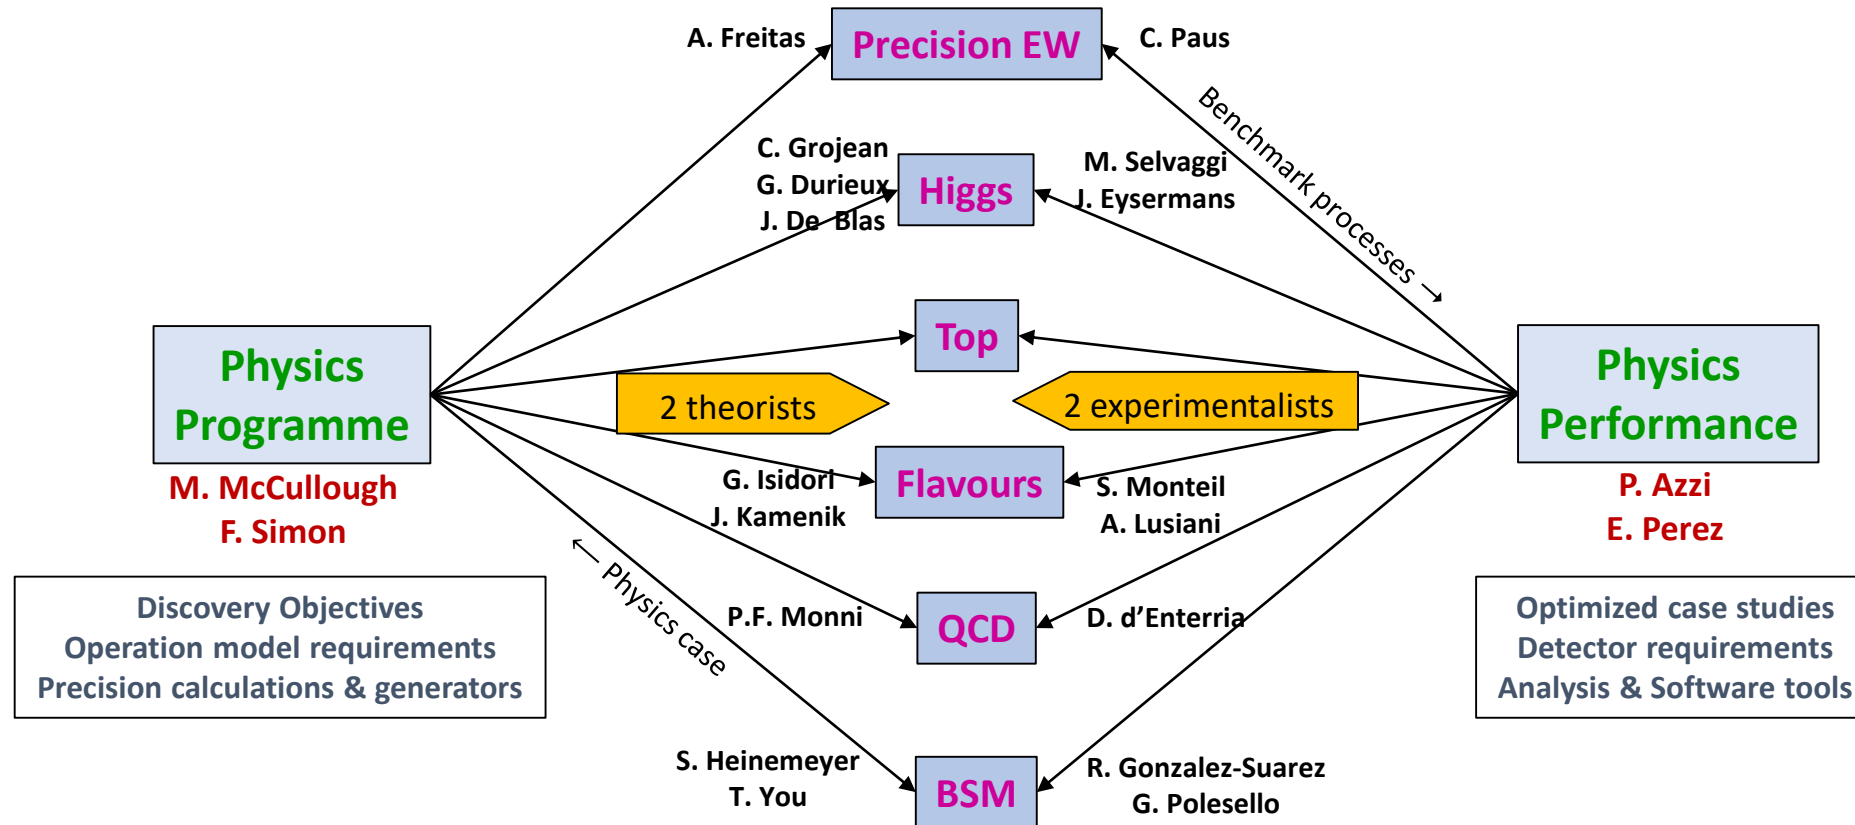 A. Freitas
Precision EW
C. Paus
Benchmark processes →
C. Grojean
G. Durieux
J. De Blas
Higgs
M. Selvaggi
J. Eysermans
Top
Physics
Programme
M. McCullough
F. Simon
2 theorists
2 experimentalists
Physics
Performance
P. Azzi
E. Perez
G. Isidori
J. Kamenik
Flavours
S. Monteil
A. Lusiani
← Physics case
Discovery Objectives
Operation model requirements
Precision calculations & generators
P.F. Monni
QCD
D. d’Enterria
Optimized case studies
Detector requirements
Analysis & Software tools
S. Heinemeyer
T. You
BSM
R. Gonzalez-Suarez
G. Polesello